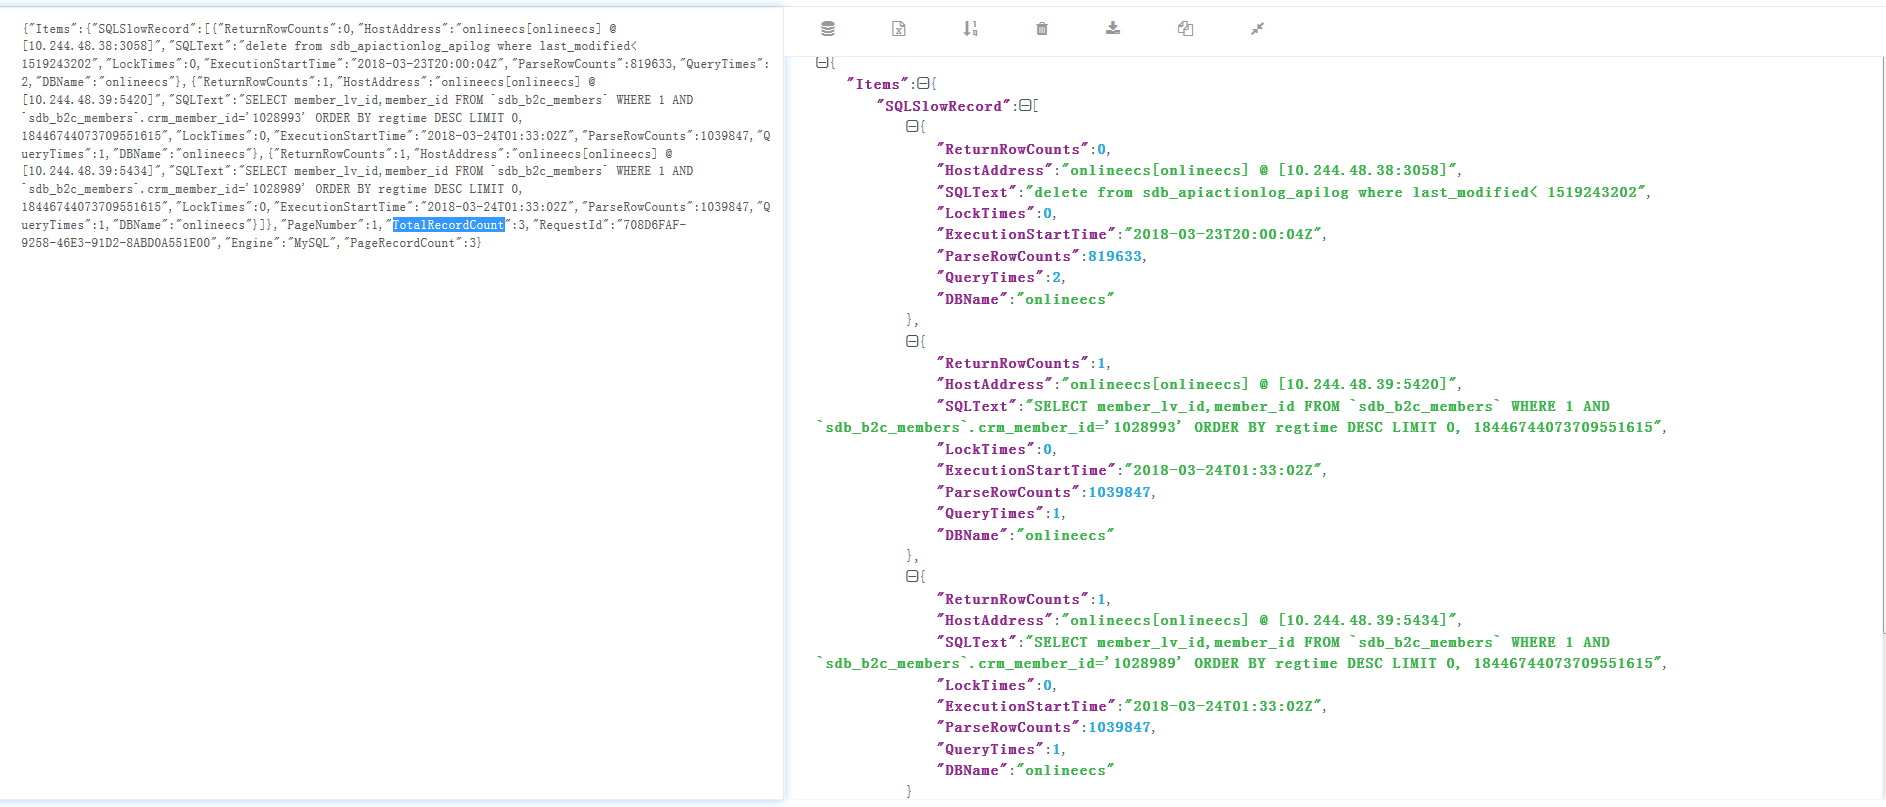 {"Items":{"SQLSlowRecord":[{"ReturnRowCounts":0,"HostAddress":"onlineecs[onlineecs] @
[10.244.48.38:3058]","SQLText":"delete from sdb_apiactionlog_apilog where last_modified<
1519243202","LockTimes":0,"ExecutionStartTime":"2018-03-23T20:00:04Z","ParseRowCounts":819633,"QueryTimes":
2,"DBName":"onlineecs"},{"ReturnRowCounts":1,"HostAddress":"onlineecs[onlineecs] @
[10.244.48.39:5420]","SQLText":"SELECT member_lv_id,member_id FROM `sdb_b2c_members` WHERE 1 AND
`sdb_b2c_members`.crm_member_id='1028993' ORDER BY regtime DESC LIMIT 0,
18446744073709551615","LockTimes":0,"ExecutionStartTime":"2018-03-24T01:33:02Z","ParseRowCounts":1039847,"Q
ueryTimes":1,"DBName":"onlineecs"},{"ReturnRowCounts":1,"HostAddress":"onlineecs[onlineecs] @
[10.244.48.39:5434]","SQLText":"SELECT member_lv_id,member_id FROM `sdb_b2c_members` WHERE 1 AND
`sdb_b2c_members`.crm_member_id='1028989' ORDER BY regtime DESC LIMIT 0,
18446744073709551615","LockTimes":0,"ExecutionStartTime":"2018-03-24T01:33:02Z","ParseRowCounts":1039847,"Q
ueryTimes":1,"DBName":"onlineecs"}]},"PageNumber":1,"TotalRecordCount":3,"RequestId":"708D6FAF-
9258-46E3-91D2-8ABD0A551E00","Engine":"MySQL","PageRecordCount":3}
{
"Items":{
"SQLSlowRecord":[
{
"ReturnRowCounts":0,
"HostAddress":"onlineecs[onlineecs] @ [10.244.48.38:3058]",
"SQLText":"delete from sdb_apiactionlog_apilog where last_modified< 1519243202",
"LockTimes":0,
"ExecutionStartTime":"2018-03-23T20:00:04Z",
"ParseRowCounts":819633,
"QueryTimes":2,
"DBName":"onlineecs"
},
{
"ReturnRowCounts":1,
"HostAddress":"onlineecs[onlineecs] @ [10.244.48.39:5420]",
"SQLText":"SELECT member_lv_id,member_id FROM `sdb_b2c_members` WHERE 1 AND
`sdb_b2c_members`.crm_member_id='1028993' ORDER BY regtime DESC LIMIT 0, 18446744073709551615",
"LockTimes":0,
"ExecutionStartTime":"2018-03-24T01:33:02Z",
"ParseRowCounts":1039847,
"QueryTimes":1,
"DBName":"onlineecs"
},
{
"ReturnRowCounts":1,
"HostAddress":"onlineecs[onlineecs] @ [10.244.48.39:5434]",
"SQLText":"SELECT member_lv_id,member_id FROM `sdb_b2c_members` WHERE 1 AND
`sdb_b2c_members`.crm_member_id='1028989' ORDER BY regtime DESC LIMIT 0, 18446744073709551615",
"LockTimes":0,
"ExecutionStartTime":"2018-03-24T01:33:02Z",
"ParseRowCounts":1039847,
"QueryTimes":1,
"DBName":"onlineecs"
}